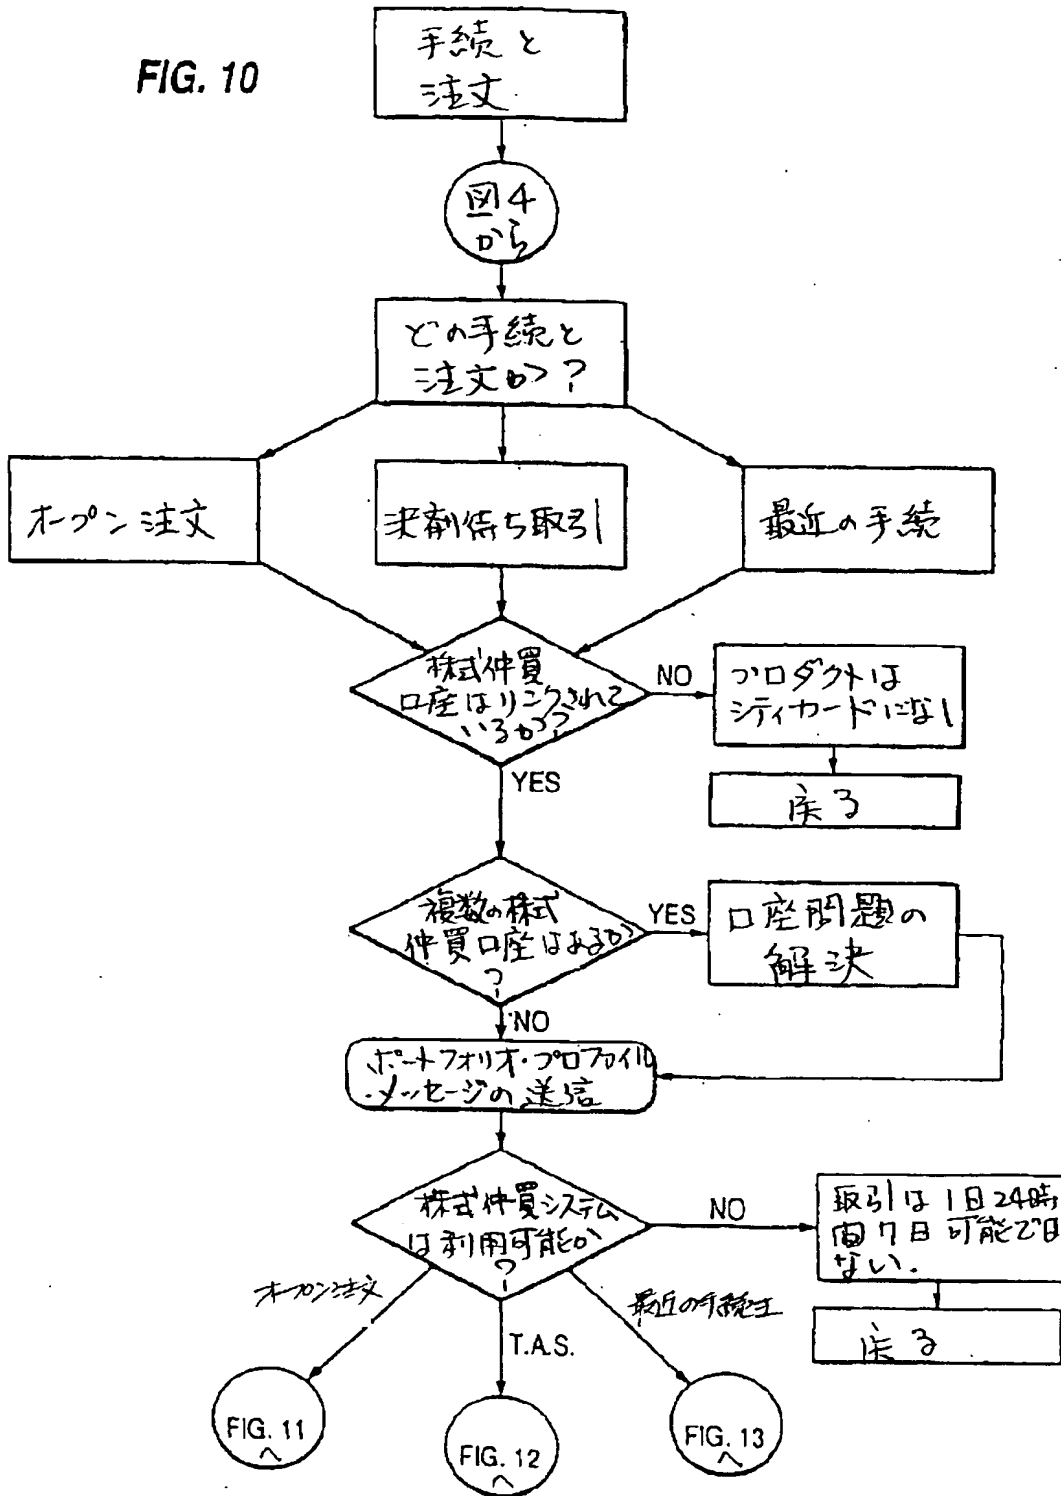 FIG. 10
手続と
注文
図4
から
どの手続と
注文か?
オープン注文
決剤待ち取引
最近の手続
株式仲買
口座はリンクされて
いるか?
NO
プロダクトは
シティカードになし
戻る
YES
複数の株式
仲買口座はあるか
?
YES
口座問題の
解決
NO
ポートフォリオ・プロファイル
・メッセージの送信
株式仲買システム
は利用可能か
?
NO
取引は1日24時
間7日可能で
ない.
戻る
オープン注文
T.A.S.
最近の手続
FIG. 11
へ
FIG. 12
へ
FIG. 13
へ